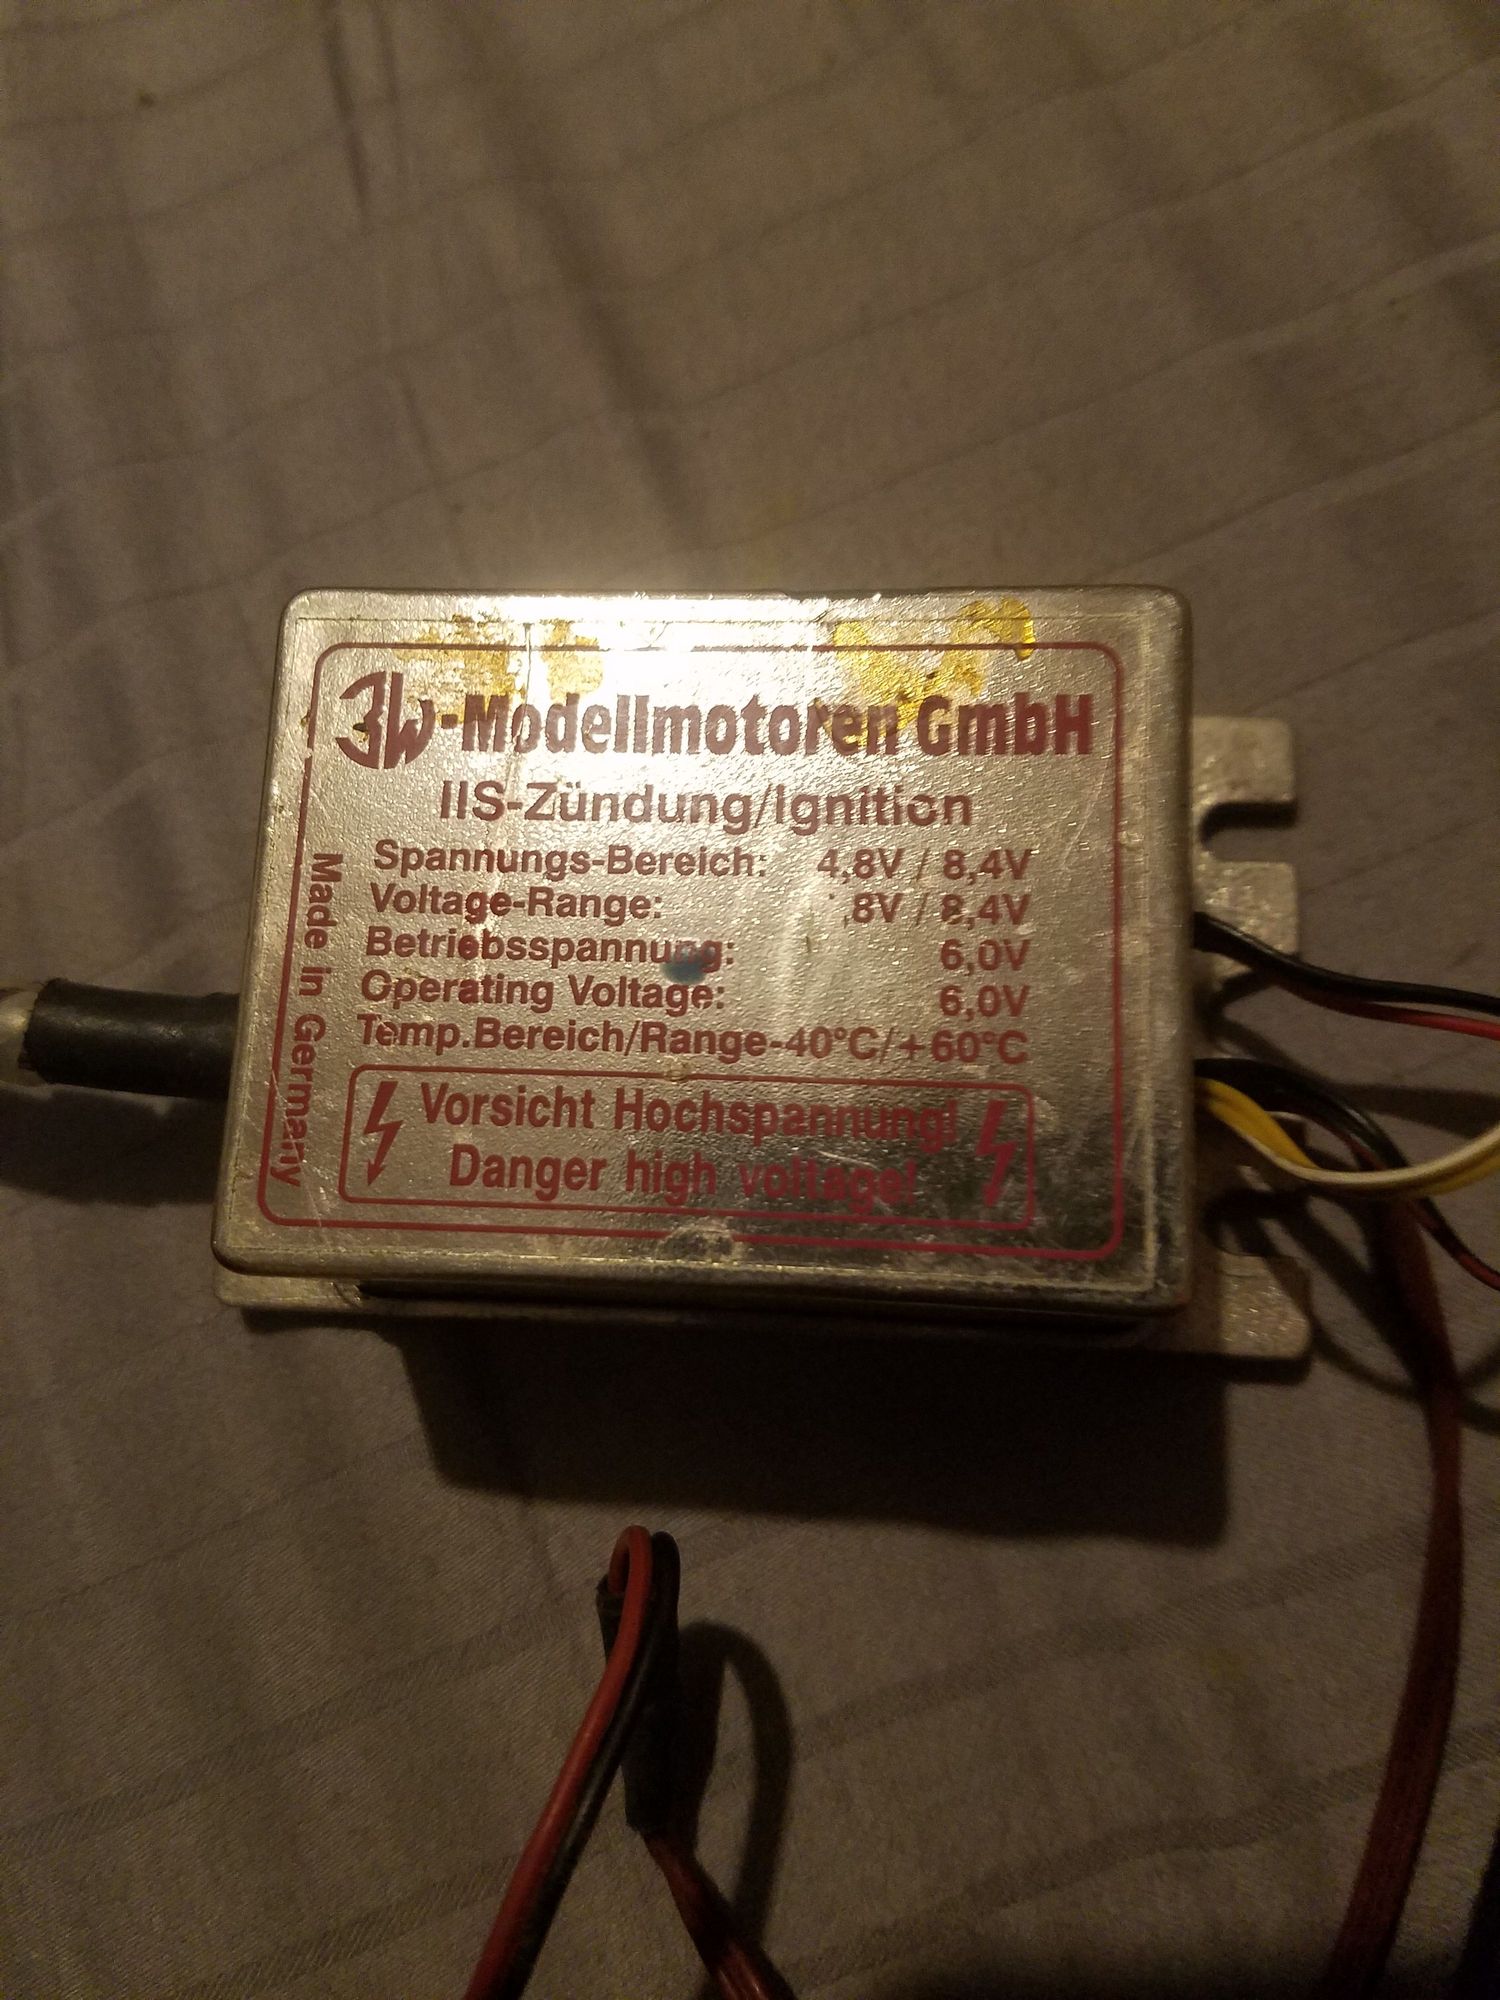 3W-Modellmotoren GmbH
IIS-Zündung/Ignition
Spannungs-Bereich: 4,8V / 8,4V
Voltage-Range: ,8V / 8,4V
Betriebsspannung: 6,0V
Operating Voltage: 6,0V
Temp.Bereich/Range-40°C/+60°C
Vorsicht Hochspannung!
Danger high voltage!
Made in Germany